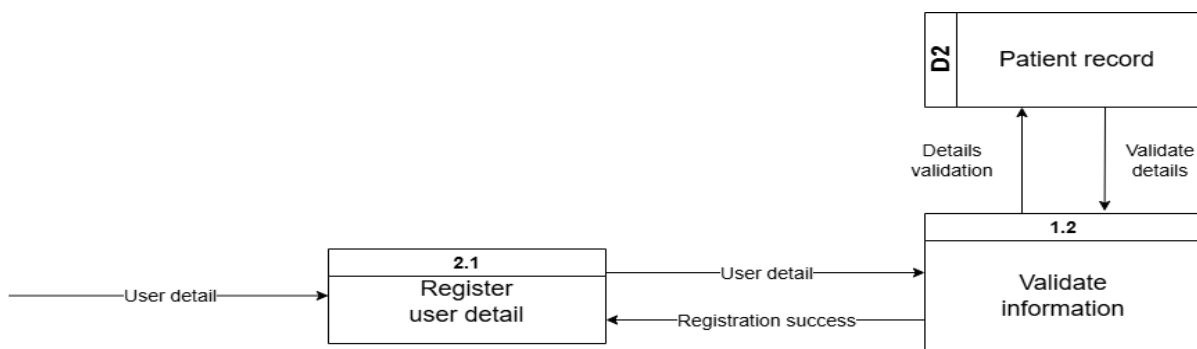 D2
Patient record
Details
validation
Validate
details
1.2
Validate
information
2.1
Register
user detail
User detail
User detail
Registration success